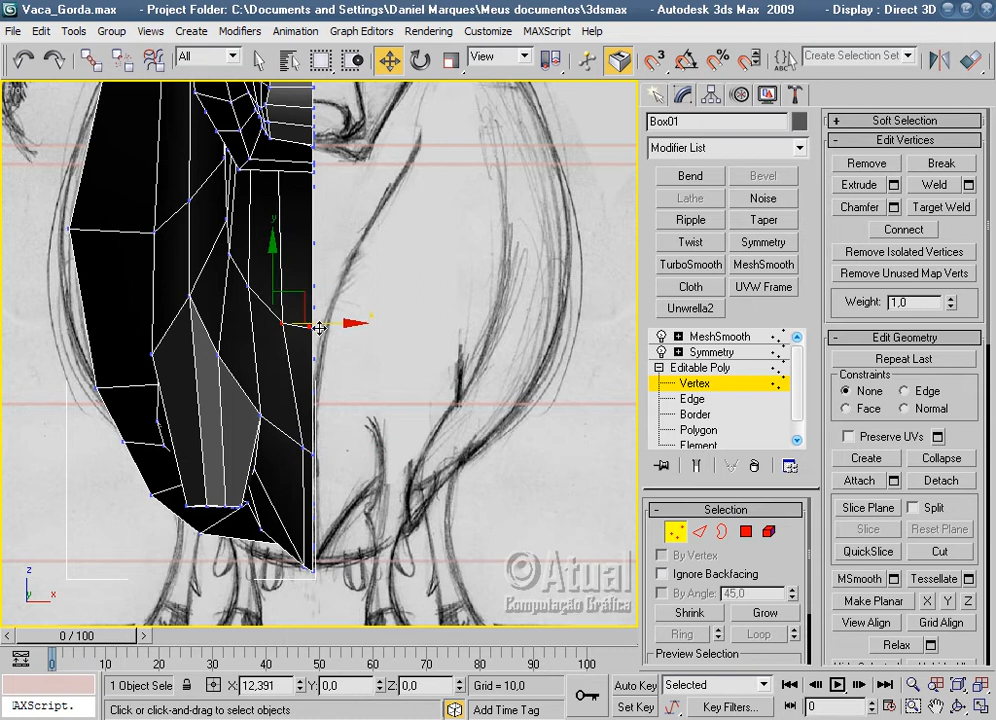 Vaca_Gorda.max - Project Folder: C:\Documents and Settings\Daniel Marques\Meus documentos\3dsmax - Autodesk 3ds Max 2009 - Display : Direct 3D
File Edit Tools Group Views Create Modifiers Animation Graph Editors Rendering Customize MAXScript Help
All View Create Selection Set
Box01
Modifier List
Bend Bevel
Lathe Noise
Ripple Taper
Twist Symmetry
TurboSmooth MeshSmooth
Cloth UVW Frame
Unwrella2
MeshSmooth
Symmetry
Editable Poly
Vertex
Edge
Border
Polygon
Element
- Selection
By Vertex
Ignore Backfacing
By Angle: 45,0
Shrink Grow
Ring Loop
Preview Selection
+ Soft Selection
- Edit Vertices
Remove Break
Extrude Weld
Chamfer Target Weld
Connect
Remove Isolated Vertices
Remove Unused Map Verts
Weight: 1,0
- Edit Geometry
Repeat Last
Constraints
None Edge
Face Normal
Preserve UVs
Create Collapse
Attach Detach
Slice Plane Split
Slice Reset Plane
QuickSlice Cut
MSmooth Tessellate
Make Planar X Y Z
View Align Grid Align
Relax
y
z
y x
Atual
Computação Gráfica
< 0 / 100 >
0 10 20 30 40 50 60 70 80 90 100
1 Object Sele X: 12,391 Y: 0,0 Z: 0,0 Grid = 10,0
AXScript. Click or click-and-drag to select objects Add Time Tag
Auto Key Selected
Set Key Key Filters... 0